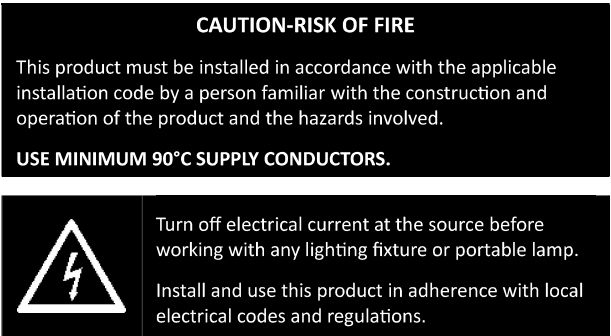 CAUTION-RISK OF FIRE
This product must be installed in accordance with the applicable
installation code by a person familiar with the construction and
operation of the product and the hazards involved.
USE MINIMUM 90°C SUPPLY CONDUCTORS.
Turn off electrical current at the source before
working with any lighting fixture or portable lamp.
Install and use this product in adherence with local
electrical codes and regulations.